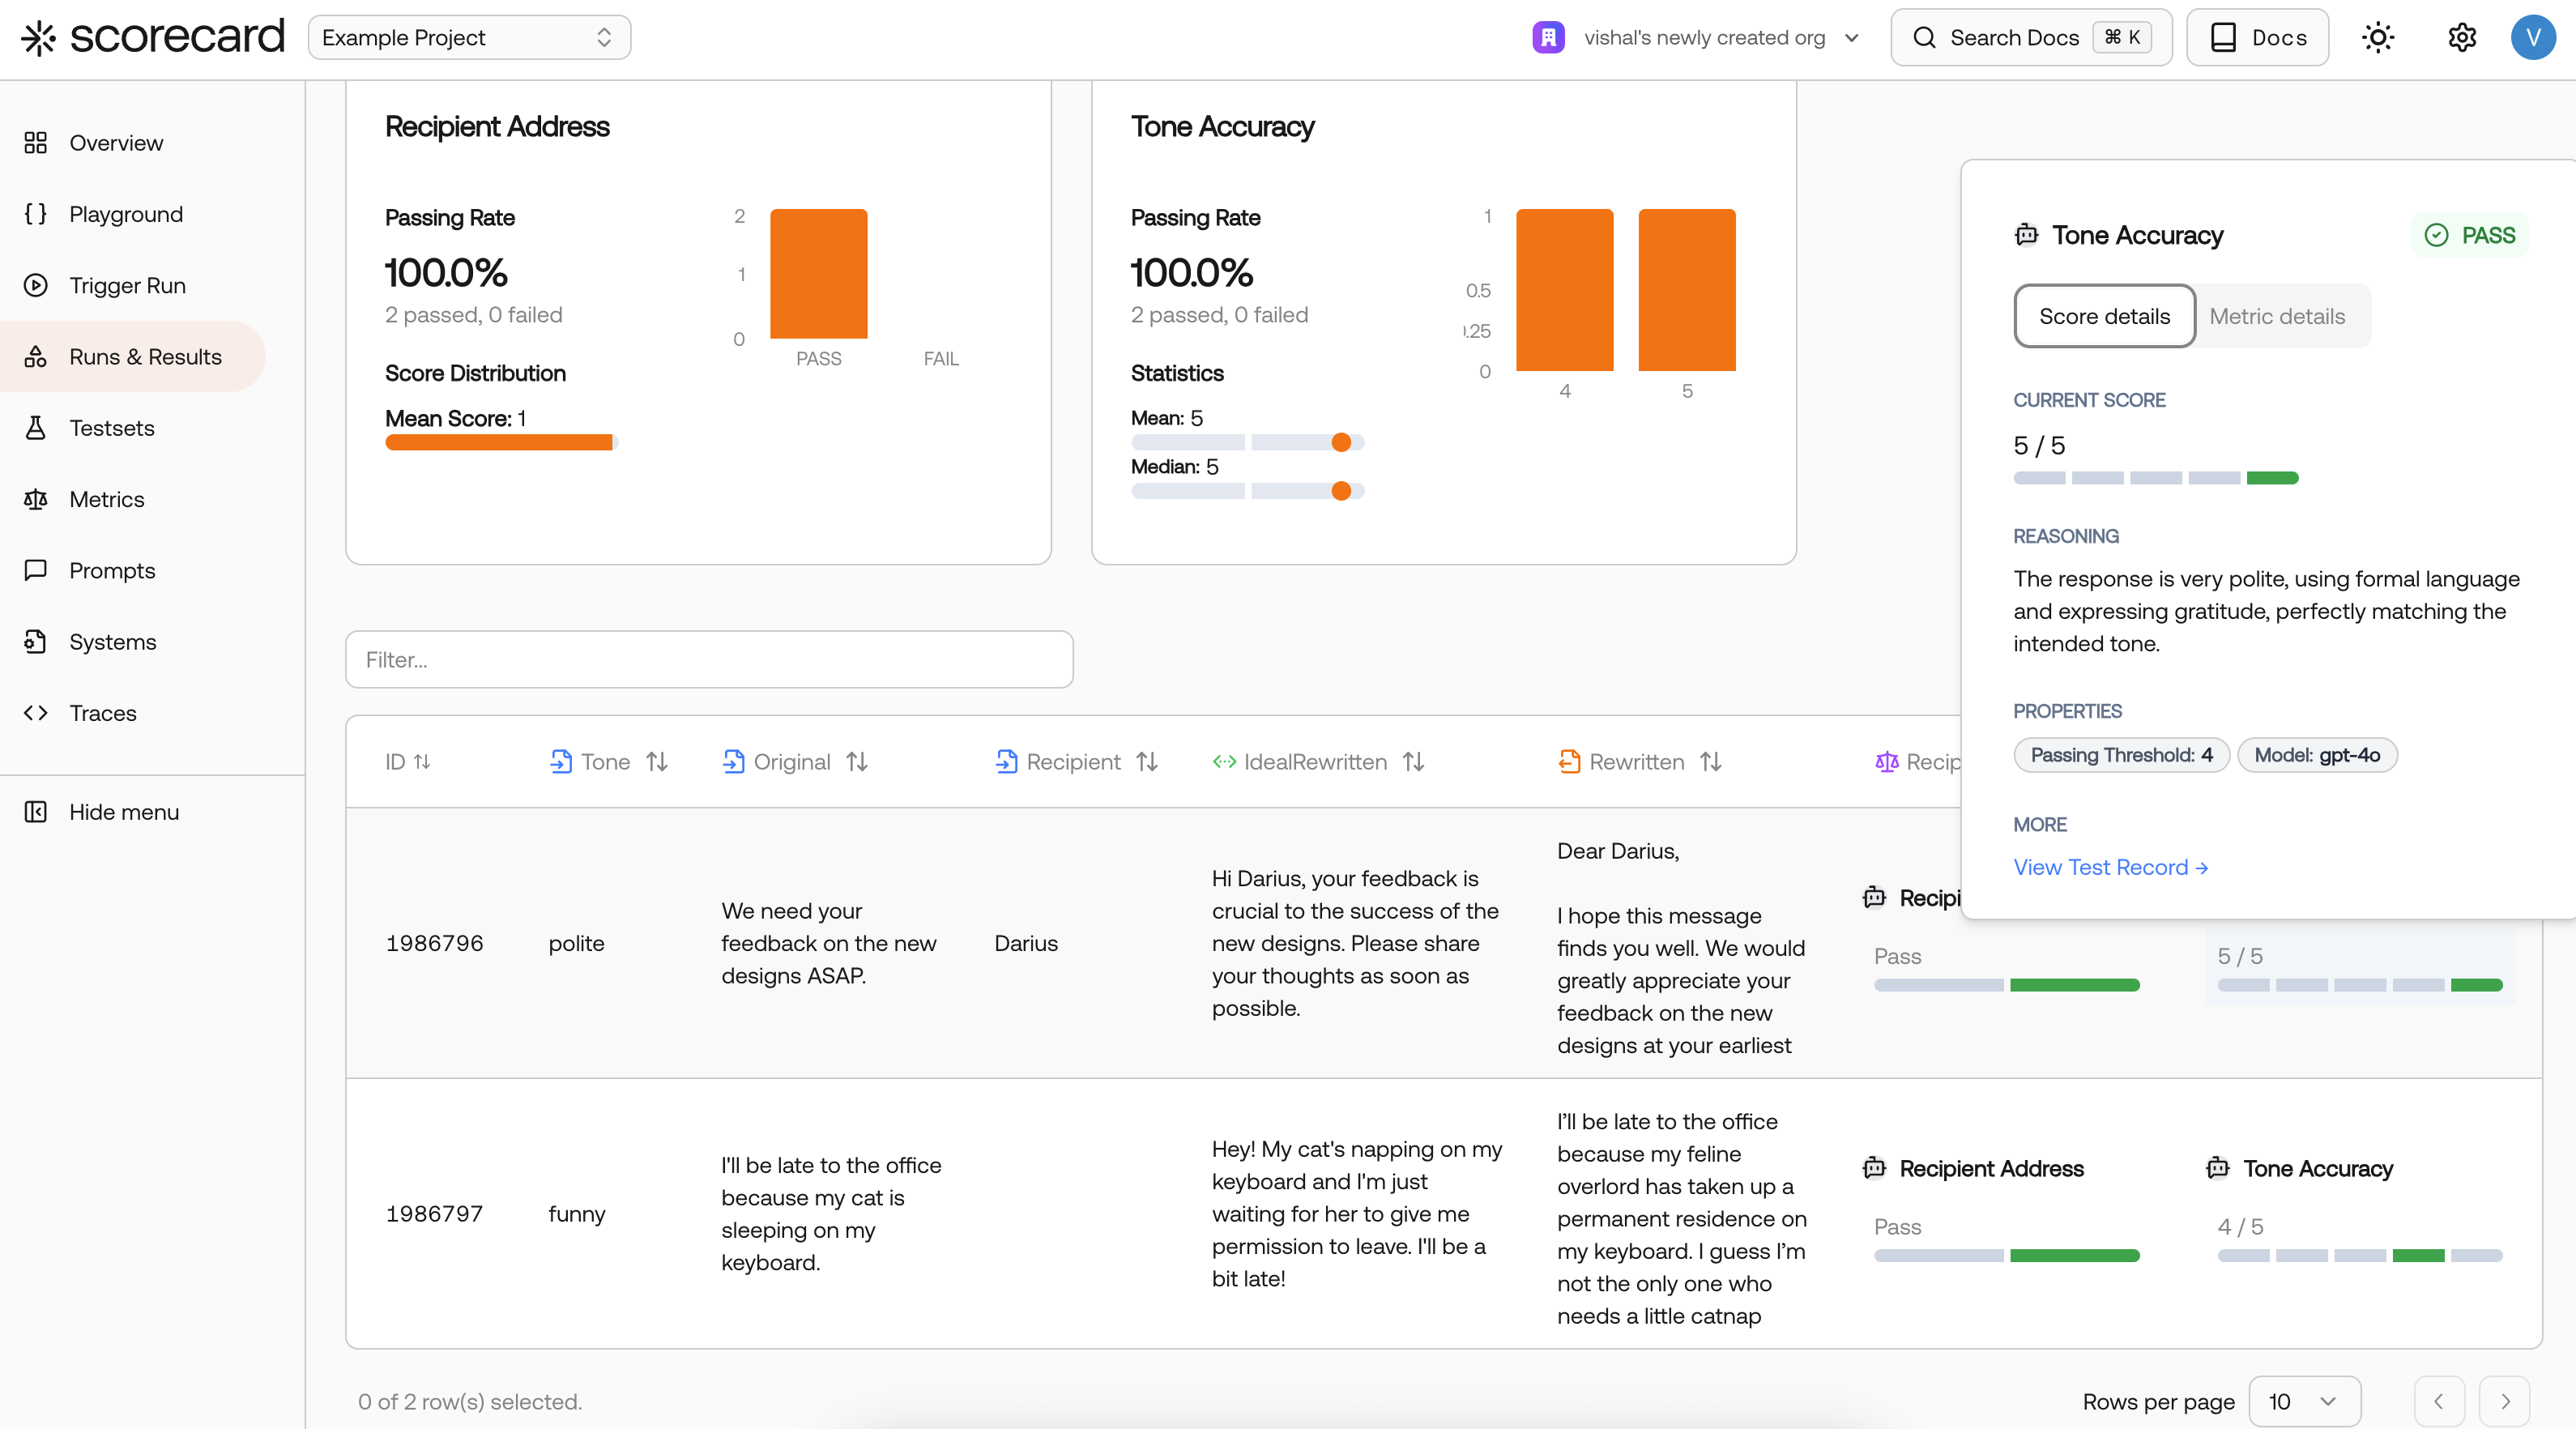 scorecard
Example Project
vishal's newly created org
Search Docs ⌘ K
Docs
V
Overview
Playground
Trigger Run
Runs & Results
Testsets
Metrics
Prompts
Systems
Traces
Hide menu
Recipient Address
Passing Rate
100.0%
2 passed, 0 failed
Score Distribution
Mean Score: 1
2
1
0
PASS FAIL
Tone Accuracy
Passing Rate
100.0%
2 passed, 0 failed
Statistics
Mean: 5
Median: 5
1
0.5
.25
0
4 5
Tone Accuracy
PASS
Score details Metric details
CURRENT SCORE
5 / 5
REASONING
The response is very polite, using formal language
and expressing gratitude, perfectly matching the
intended tone.
PROPERTIES
Passing Threshold: 4 Model: gpt-4o
MORE
View Test Record →
Filter...
ID Tone Original Recipient IdealRewritten Rewritten Recip
1986796
polite
We need your
feedback on the new
designs ASAP.
Darius
Hi Darius, your feedback is
crucial to the success of the
new designs. Please share
your thoughts as soon as
possible.
Dear Darius,
I hope this message
finds you well. We would
greatly appreciate your
feedback on the new
designs at your earliest
Recipi
Pass
5 / 5
1986797
funny
I'll be late to the office
because my cat is
sleeping on my
keyboard.
Hey! My cat's napping on my
keyboard and I'm just
waiting for her to give me
permission to leave. I'll be a
bit late!
I’ll be late to the office
because my feline
overlord has taken up a
permanent residence on
my keyboard. I guess I’m
not the only one who
needs a little catnap
Recipient Address
Pass
Tone Accuracy
4 / 5
0 of 2 row(s) selected.
Rows per page 10